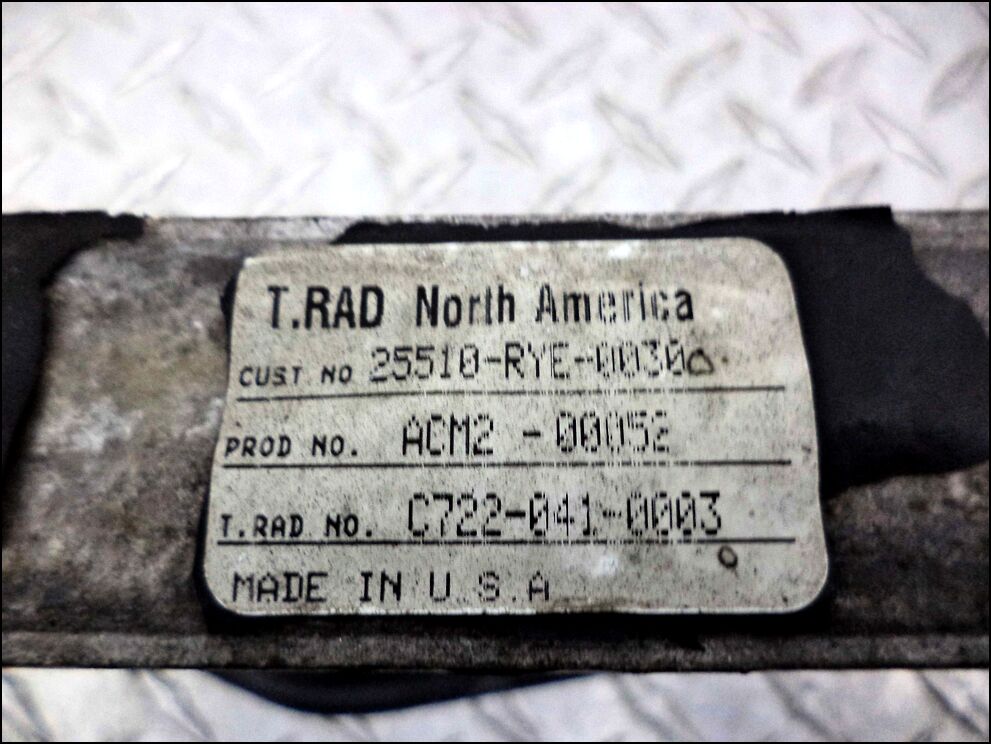 T.RAD North America
CUST NO 25510-RYE-0030
PROD NO. ACM2 -00052
T.RAD NO. C722-041-0003
MADE IN U.S.A